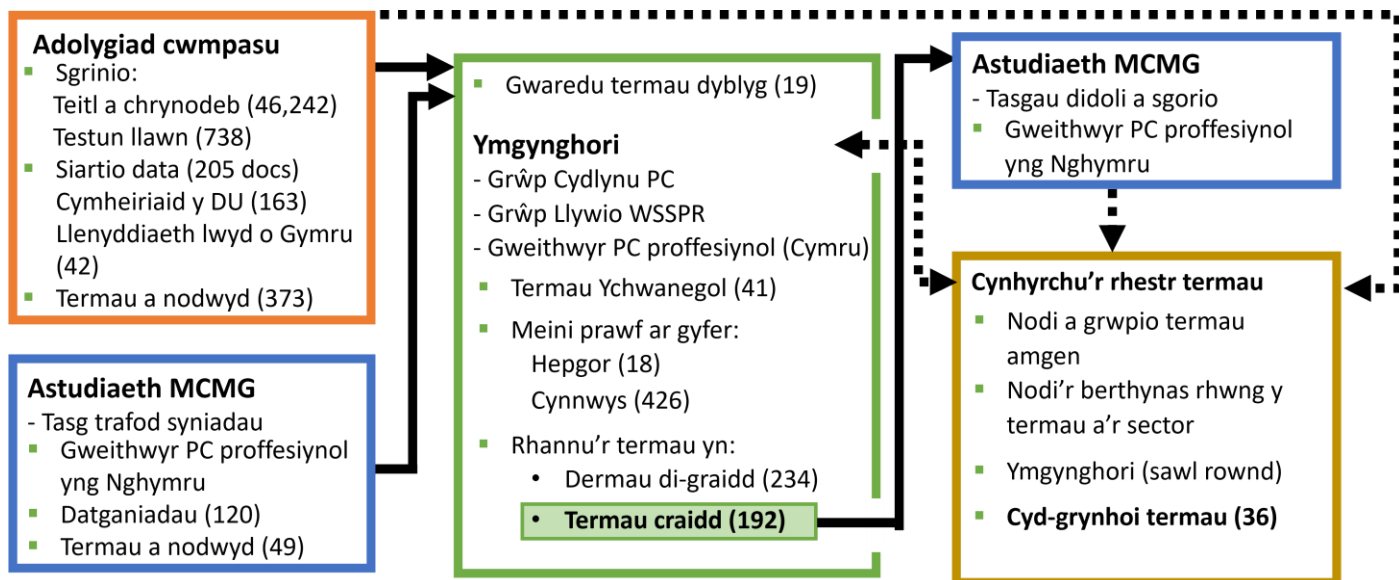 Adolygiad cwmpasu
Sgrinio:
Teitl a chrynodeb (46,242)
Testun llawn (738)
Siartio data (205 docs)
Cymheiriaid y DU (163)
Llenyddiaeth lwyd o Gymru
(42)
Termau a nodwyd (373)
Astudiaeth MCMG
- Tasg trafod syniadau
Gweithwyr PC proffesiynol
yng Nghymru
Datganiadau (120)
Termau a nodwyd (49)
Gwaredu termau dyblyg (19)
Ymgynghori
- Grŵp Cydlynu PC
- Grŵp Llywio WSSPR
- Gweithwyr PC proffesiynol (Cymru)
Termau Ychwanegol (41)
Meini prawf ar gyfer:
Hepgor (18)
Cynnwys (426)
Rhannu'r termau yn:
• Dermau di-graidd (234)
• Termau craidd (192)
Astudiaeth MCMG
- Tasgau didoli a sgorio
Gweithwyr PC proffesiynol
yng Nghymru
Cynhyrchu'r rhestr termau
Nodi a grwpio termau
amgen
Nodi'r berthynas rhwng y
termau a'r sector
Ymgynghori (sawl rownd)
Cyd-grynhoi termau (36)